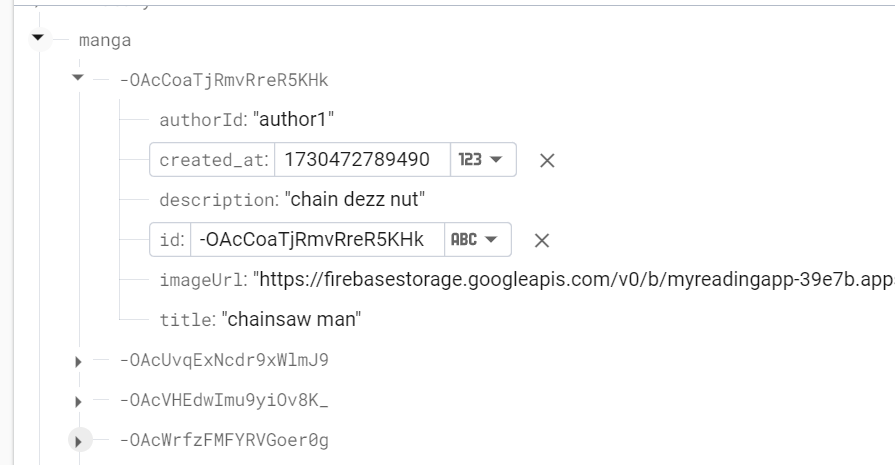 manga
-OAcCoaTjRmvRreR5KHk
authorId: "author1"
created_at: 1730472789490 123
description: "chain dezz nut"
id: -OAcCoaTjRmvRreR5KHk ABC
imageUrl: "https://firebasestorage.googleapis.com/v0/b/myreadingapp-39e7b.app
title: "chainsaw man"
-OAcUvqExNcdr9xWlmJ9
-OAcVHEdwImu9yiOv8K_
-OAcWrfzFMFYRVGoer0g